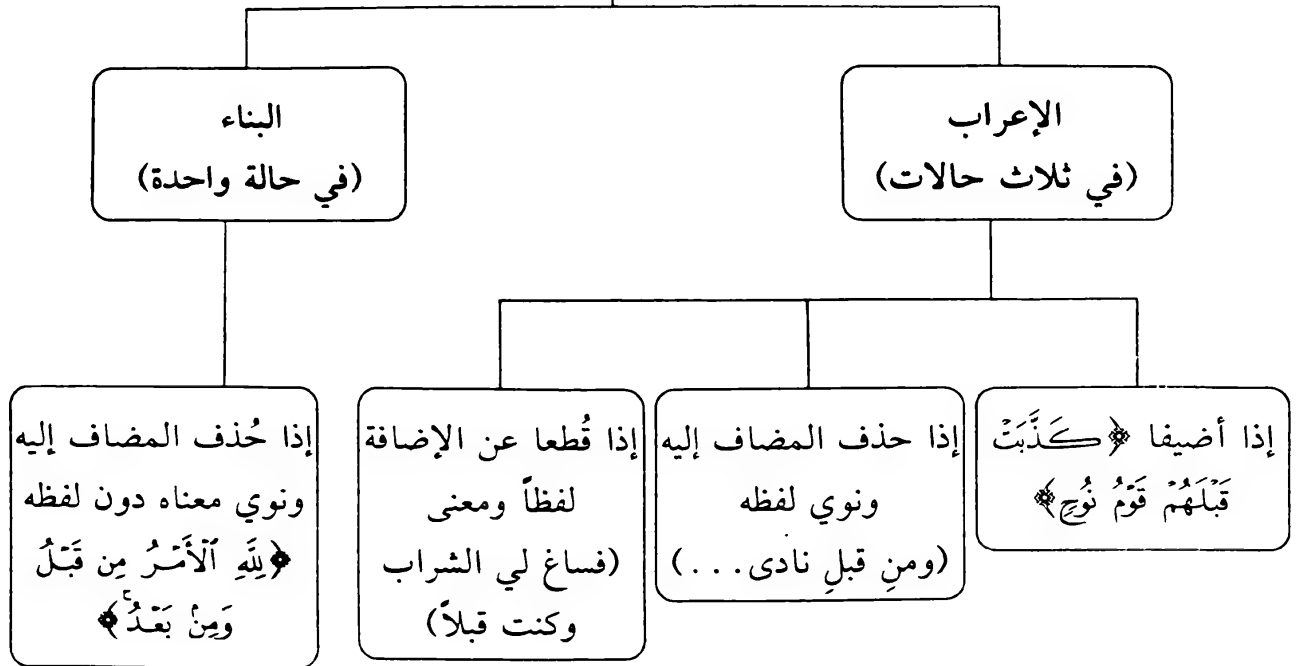 الإعراب
(في ثلاث حالات)
البناء
(في حالة واحدة)
إذا أضيفا ﴿كَذَّبَتْ
قَبْلَهُمْ قَوْمُ نُوحٍ﴾
إذا حذف المضاف إليه
ونوي لفظه
(ومنِ قبلِ نادى...)
إذا قُطعا عن الإضافة
لفظاً ومعنى
(فساغ لي الشراب
وكنت قبلاً)
إذا حُذف المضاف إليه
ونوي معناه دون لفظه
﴿لِلَّهِ ٱلْأَمْرُ مِن قَبْلُ
وَمِنۢ بَعْدُ ۚ﴾